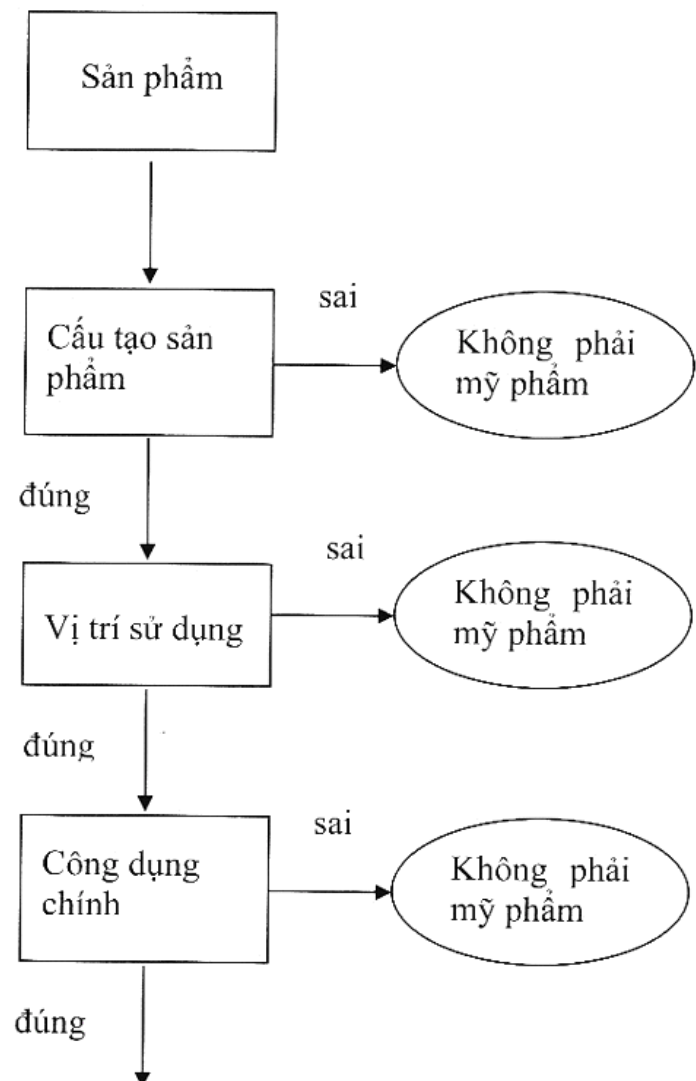 Sản phẩm
sai
Cấu tạo sản
phẩm
Không phải
mỹ phẩm
đúng
sai
Vị trí sử dụng
Không phải
mỹ phẩm
đúng
sai
Công dụng
chính
Không phải
mỹ phẩm
đúng